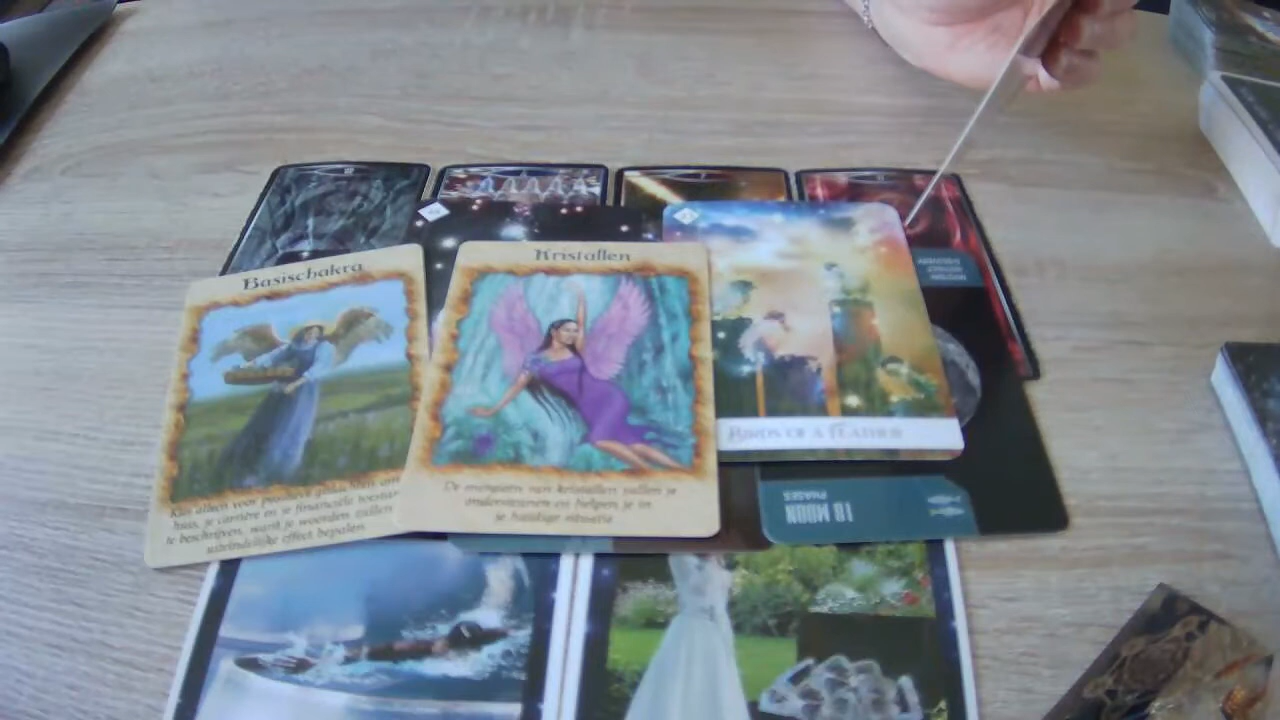 Basischakra
Kies alleen voor positieve gedachten om
huis, je carrière en je financiële
te beschrijven, want je woorden zullen
uiteindelijke effect bepalen
Kristallen
De energieën van kristallen zullen je
ondersteunen en helpen je in
je huidige situatie
BIRDS OF A FEATHER
18 MOON
PHASES